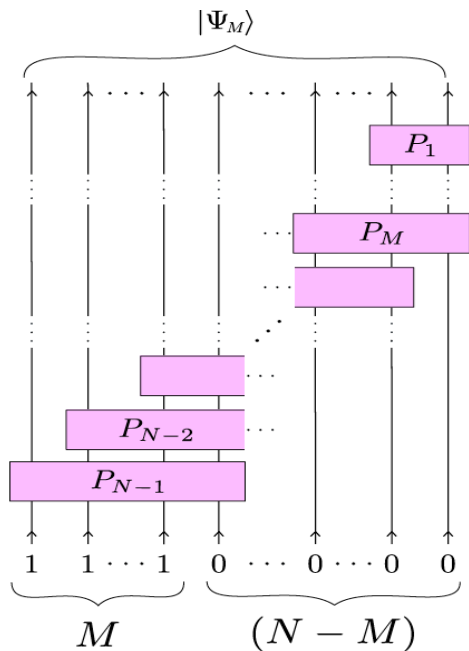 |Ψ_M⟩
P_1
P_M
P_{N−2}
P_{N−1}
1 1 ··· 1 0 ···· 0 ···· 0 0
M (N − M)